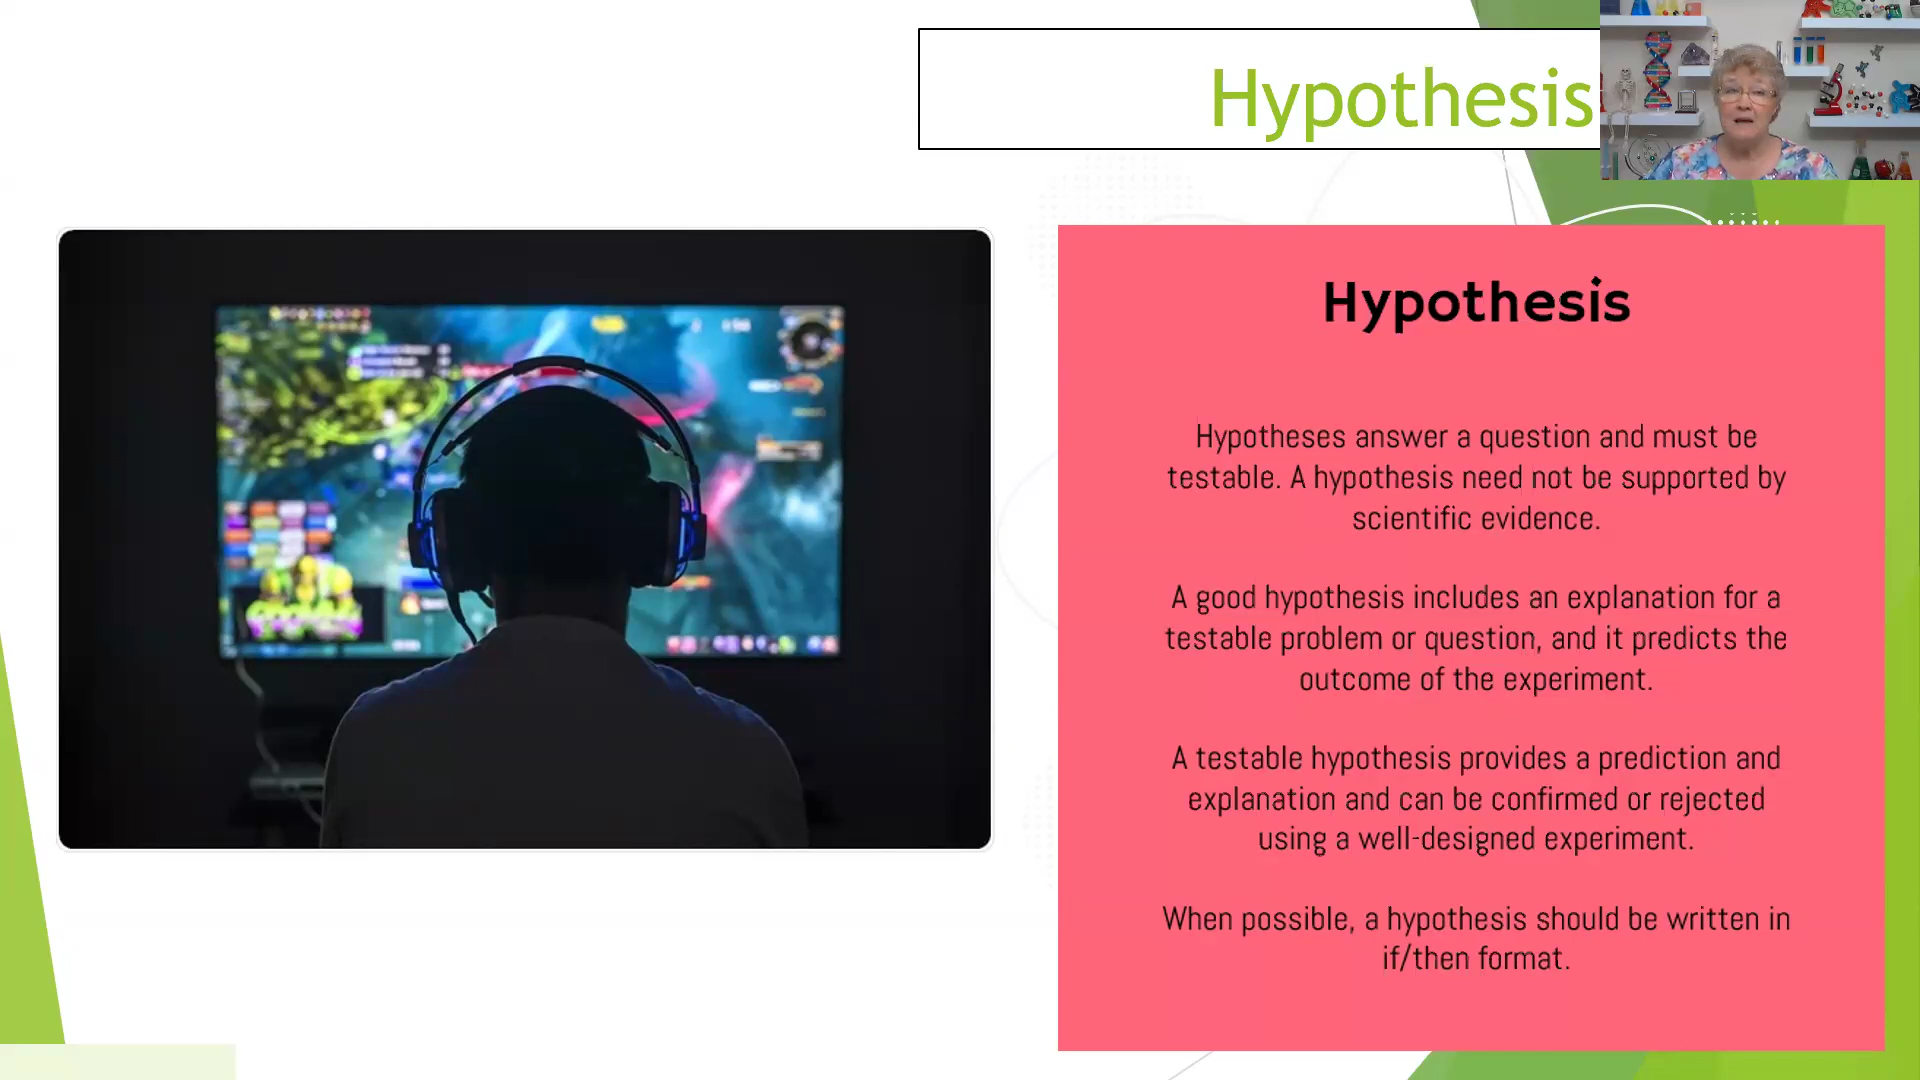 Hypothesis
Hypothesis
Hypotheses answer a question and must be
testable. A hypothesis need not be supported by
scientific evidence.
A good hypothesis includes an explanation for a
testable problem or question, and it predicts the
outcome of the experiment.
A testable hypothesis provides a prediction and
explanation and can be confirmed or rejected
using a well-designed experiment.
When possible, a hypothesis should be written in
if/then format.